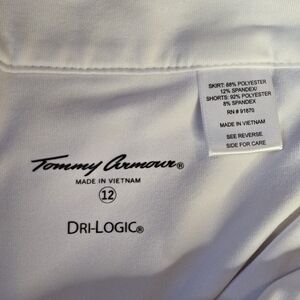 SKIRT: 88% POLYESTER
12% SPANDEX/
SHORTS: 92% POLYESTER
8% SPANDEX
RN # 91870
MADE IN VIETNAM
SEE REVERSE
SIDE FOR CARE
Tommy Armour®
MADE IN VIETNAM
12
DRI-LOGIC®